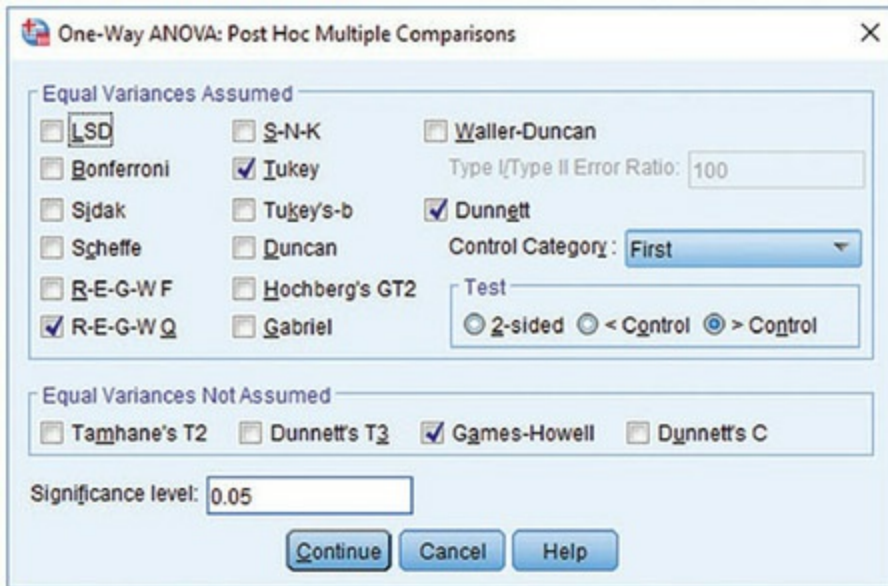 One-Way ANOVA: Post Hoc Multiple Comparisons
Equal Variances Assumed
LSD S-N-K Waller-Duncan
Bonferroni Tukey Type I/Type II Error Ratio: 100
Sidak Tukey's-b Dunnett
Scheffe Duncan Control Category: First
R-E-G-W F Hochberg's GT2 Test
R-E-G-W Q Gabriel 2-sided < Control > Control
Equal Variances Not Assumed
Tamhane's T2 Dunnett's T3 Games-Howell Dunnett's C
Significance level: 0.05
Continue Cancel Help